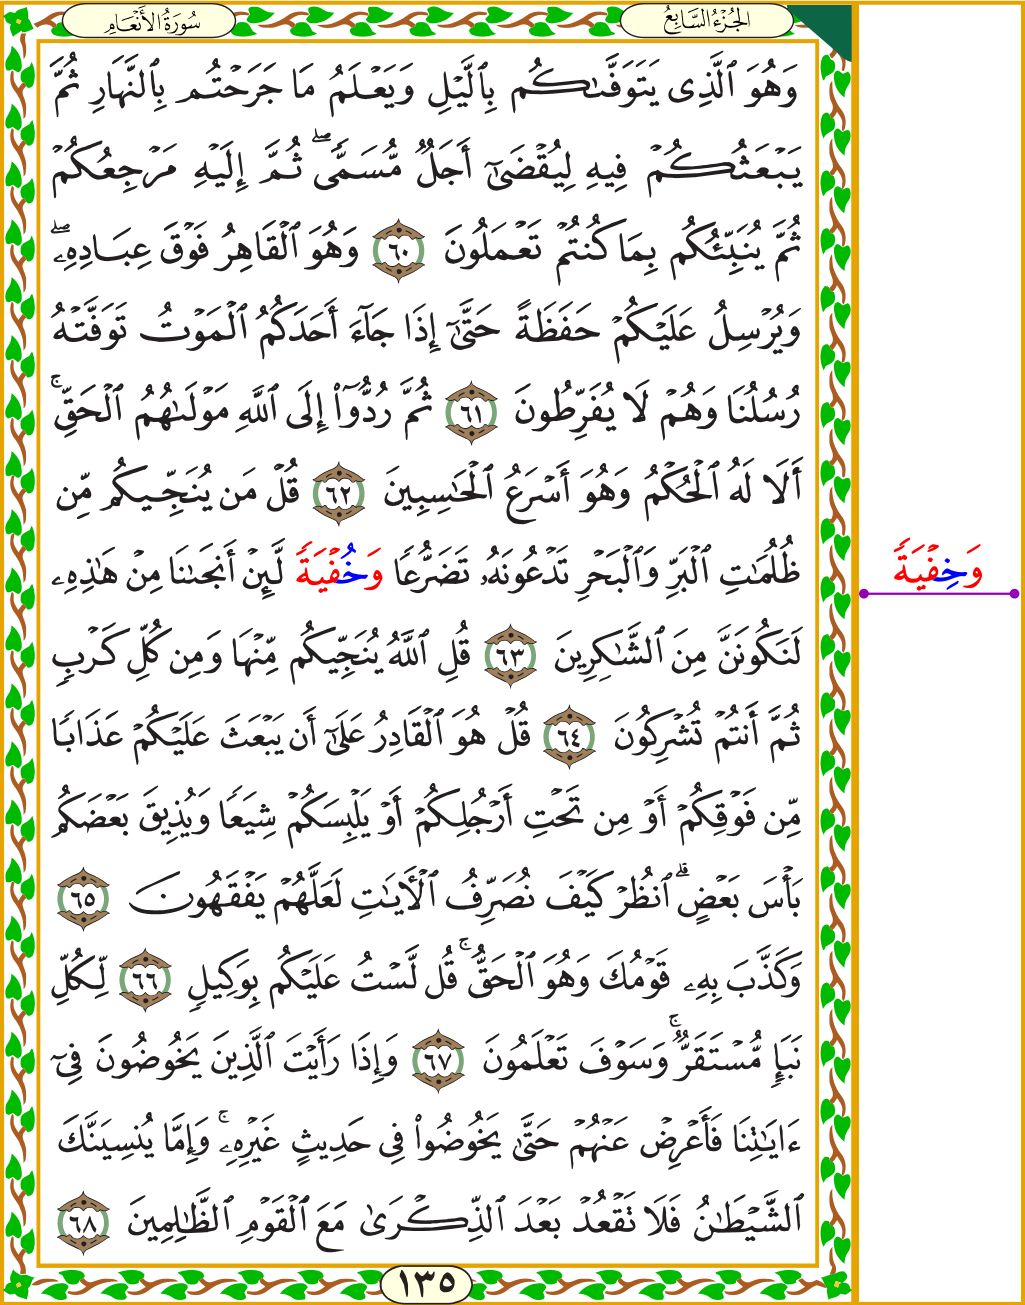 سُورَةُ الأَنْعَامِ
الجُزْءُ السَّابِعُ
وَهُوَ ٱلَّذِى يَتَوَفَّىٰكُم بِٱلَّيْلِ وَيَعْلَمُ مَا جَرَحْتُم بِٱلنَّهَارِ ثُمَّ
يَبْعَثُكُمْ فِيهِ لِيُقْضَىٰٓ أَجَلٌ مُّسَمًّى ۖ ثُمَّ إِلَيْهِ مَرْجِعُكُمْ
ثُمَّ يُنَبِّئُكُم بِمَا كُنتُمْ تَعْمَلُونَ ٦٠ وَهُوَ ٱلْقَاهِرُ فَوْقَ عِبَادِهِۦ ۖ
وَيُرْسِلُ عَلَيْكُمْ حَفَظَةً حَتَّىٰٓ إِذَا جَآءَ أَحَدَكُمُ ٱلْمَوْتُ تَوَفَّتْهُ
رُسُلُنَا وَهُمْ لَا يُفَرِّطُونَ ٦١ ثُمَّ رُدُّوٓا۟ إِلَى ٱللَّهِ مَوْلَىٰهُمُ ٱلْحَقِّ ۚ
أَلَا لَهُ ٱلْحُكْمُ وَهُوَ أَسْرَعُ ٱلْحَـٰسِبِينَ ٦٢ قُلْ مَن يُنَجِّيكُم مِّن
ظُلُمَـٰتِ ٱلْبَرِّ وَٱلْبَحْرِ تَدْعُونَهُۥ تَضَرُّعًا وَخُفْيَةً لَّئِنْ أَنجَىٰنَا مِنْ هَـٰذِهِۦ
وَخِفْيَةً
لَنَكُونَنَّ مِنَ ٱلشَّـٰكِرِينَ ٦٣ قُلِ ٱللَّهُ يُنَجِّيكُم مِّنْهَا وَمِن كُلِّ كَرْبٍ
ثُمَّ أَنتُمْ تُشْرِكُونَ ٦٤ قُلْ هُوَ ٱلْقَادِرُ عَلَىٰٓ أَن يَبْعَثَ عَلَيْكُمْ عَذَابًا
مِّن فَوْقِكُمْ أَوْ مِن تَحْتِ أَرْجُلِكُمْ أَوْ يَلْبِسَكُمْ شِيَعًا وَيُذِيقَ بَعْضَكُم
بَأْسَ بَعْضٍ ۗ ٱنظُرْ كَيْفَ نُصَرِّفُ ٱلْـَٔايَـٰتِ لَعَلَّهُمْ يَفْقَهُونَ ٦٥
وَكَذَّبَ بِهِۦ قَوْمُكَ وَهُوَ ٱلْحَقُّ ۚ قُل لَّسْتُ عَلَيْكُم بِوَكِيلٍ ٦٦ لِّكُلِّ
نَبَإٍ مُّسْتَقَرٌّ ۚ وَسَوْفَ تَعْلَمُونَ ٦٧ وَإِذَا رَأَيْتَ ٱلَّذِينَ يَخُوضُونَ فِىٓ
ءَايَـٰتِنَا فَأَعْرِضْ عَنْهُمْ حَتَّىٰ يَخُوضُوا۟ فِى حَدِيثٍ غَيْرِهِۦ ۚ وَإِمَّا يُنسِيَنَّكَ
ٱلشَّيْطَـٰنُ فَلَا تَقْعُدْ بَعْدَ ٱلذِّكْرَىٰ مَعَ ٱلْقَوْمِ ٱلظَّـٰلِمِينَ ٦٨
١٣٥